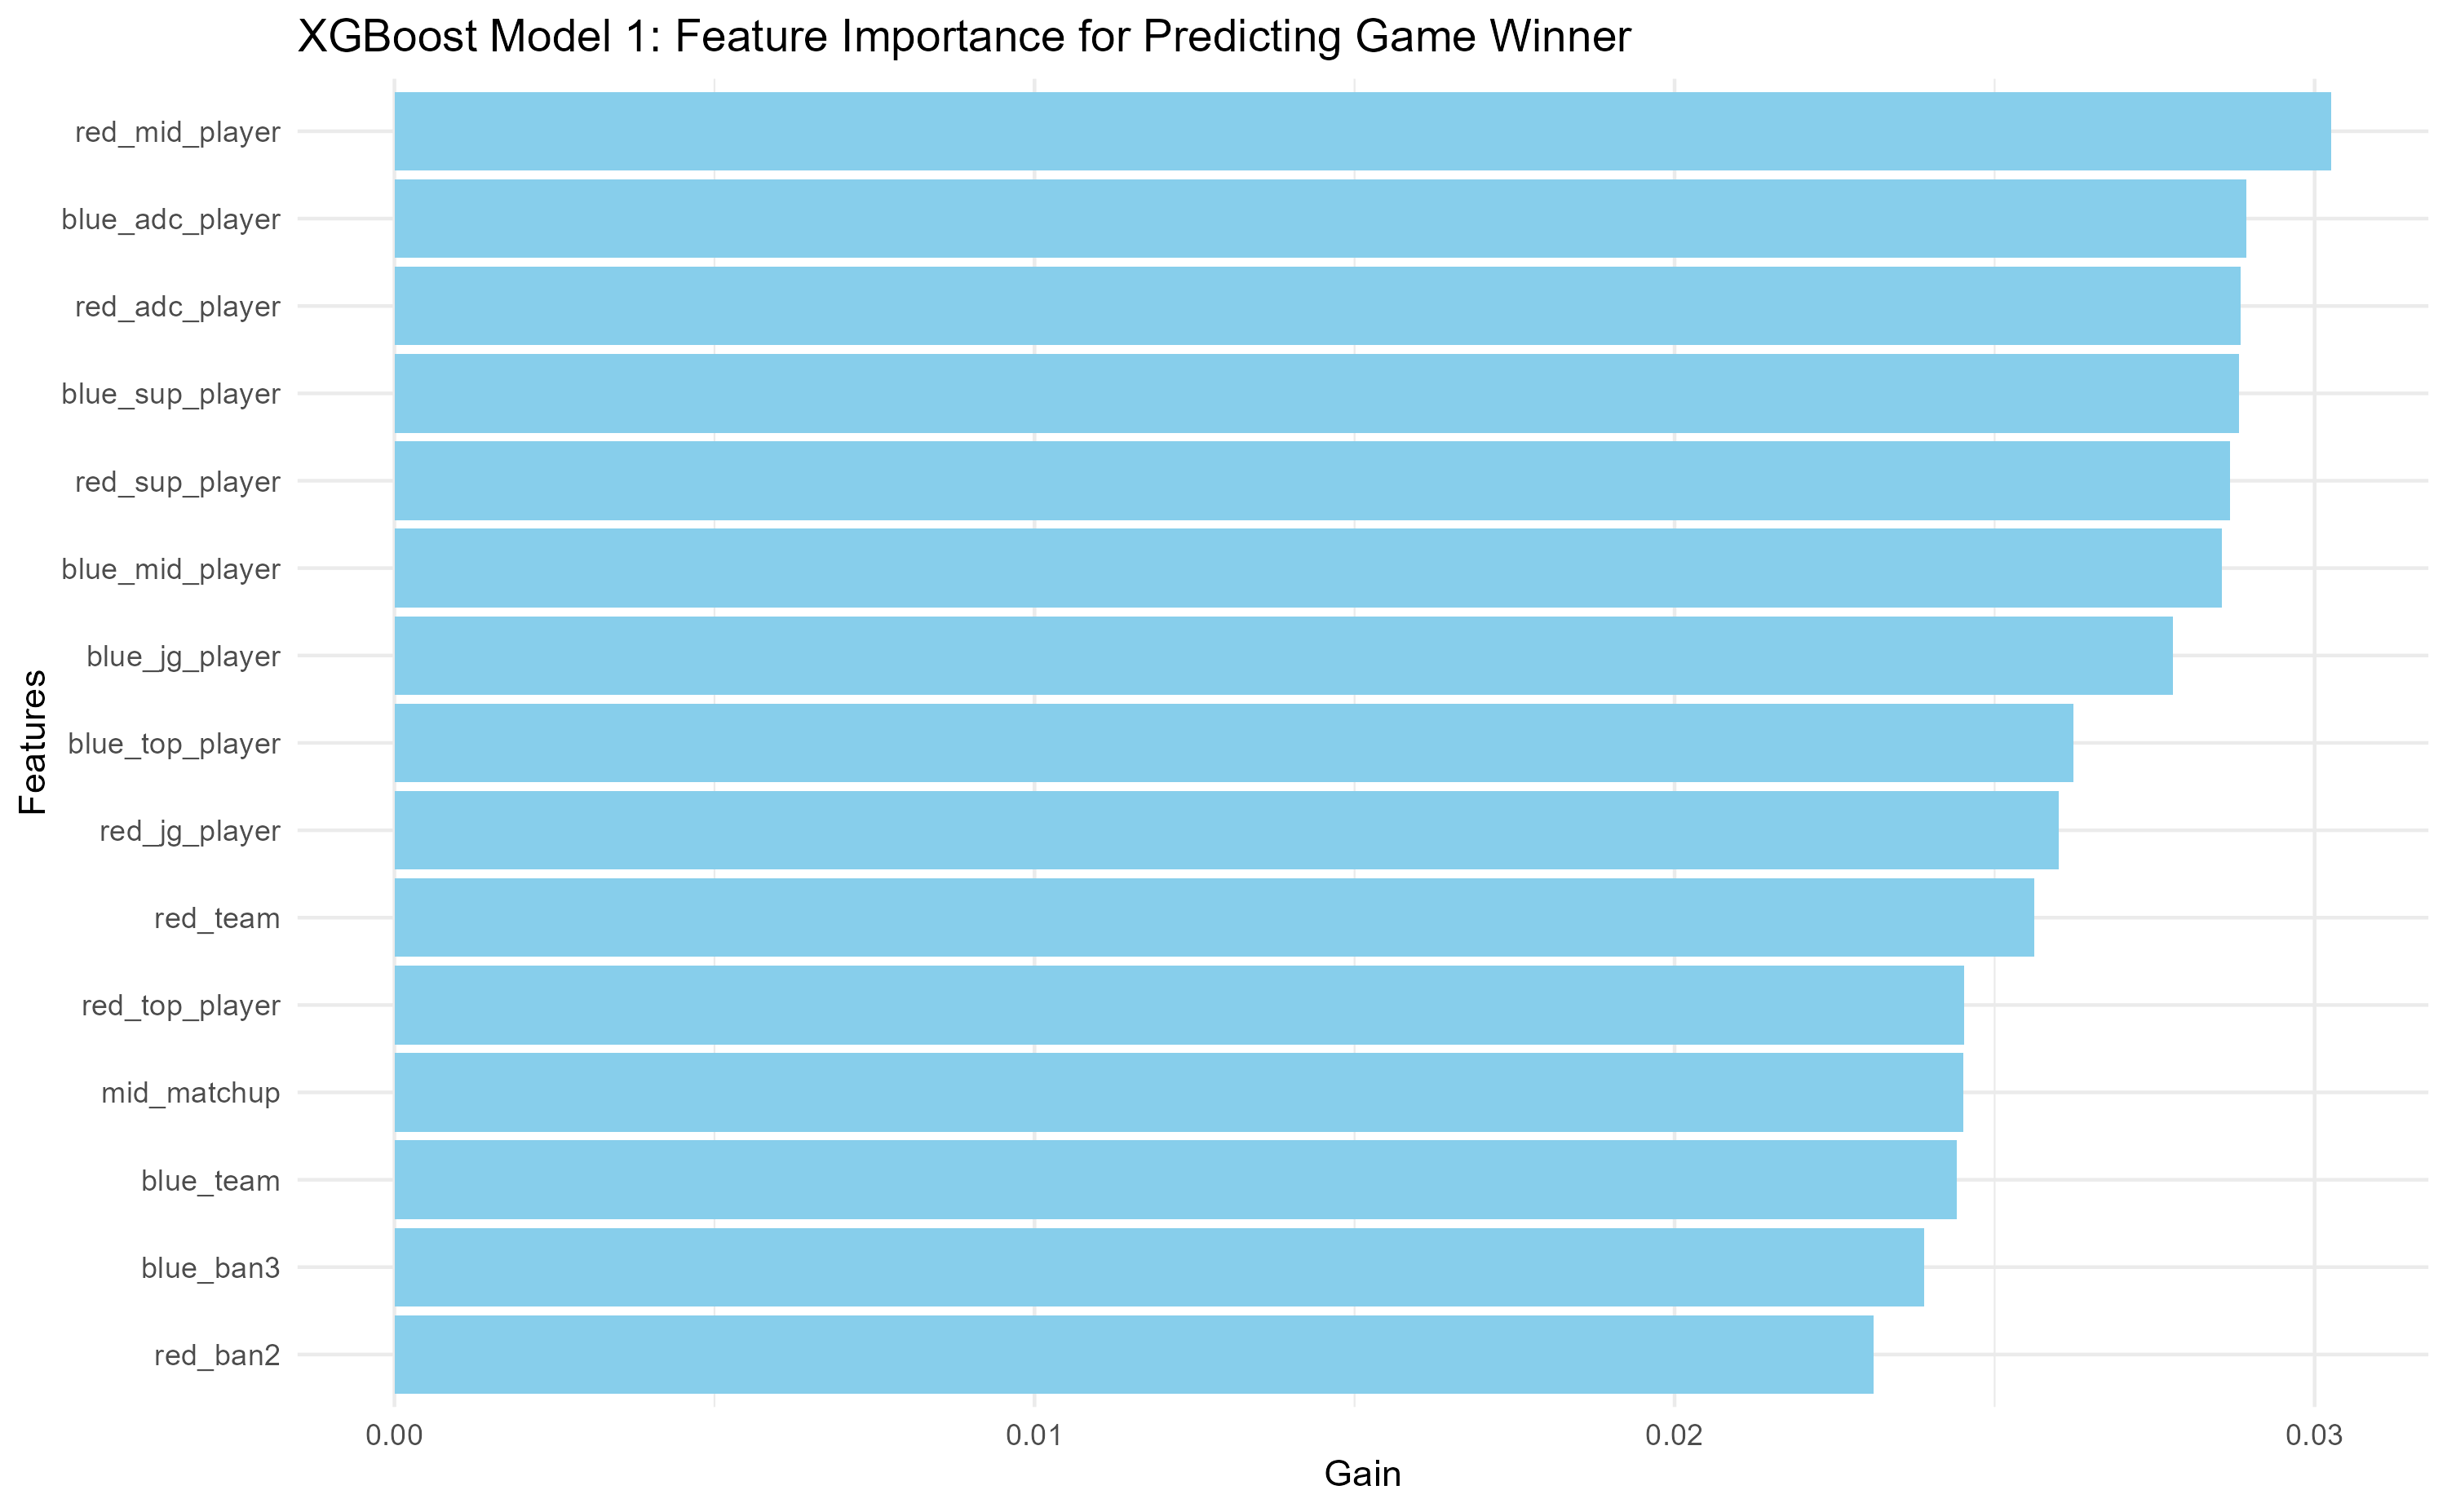 XGBoost Model 1: Feature Importance for Predicting Game Winner
Features
red_mid_player
blue_adc_player
red_adc_player
blue_sup_player
red_sup_player
blue_mid_player
blue_jg_player
blue_top_player
red_jg_player
red_team
red_top_player
mid_matchup
blue_team
blue_ban3
red_ban2
0.00 0.01 0.02 0.03
Gain